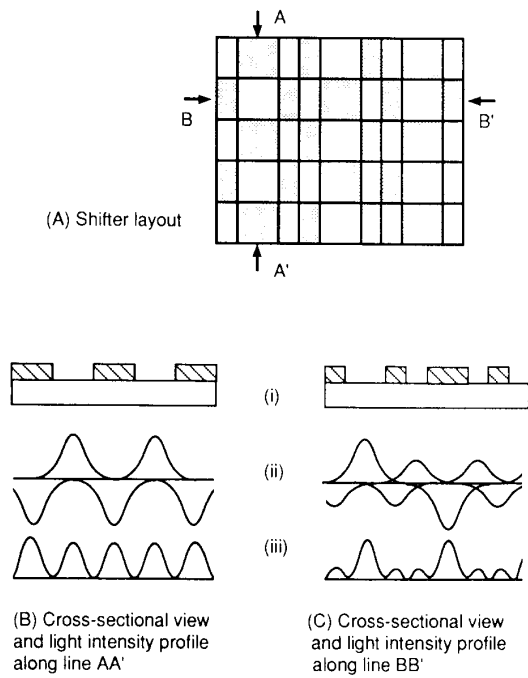 A
B
B'
(A) Shifter layout
A'
(i)
(ii)
(iii)
(B) Cross-sectional view
and light intensity profile
along line AA'
(C) Cross-sectional view
and light intensity profile
along line BB'